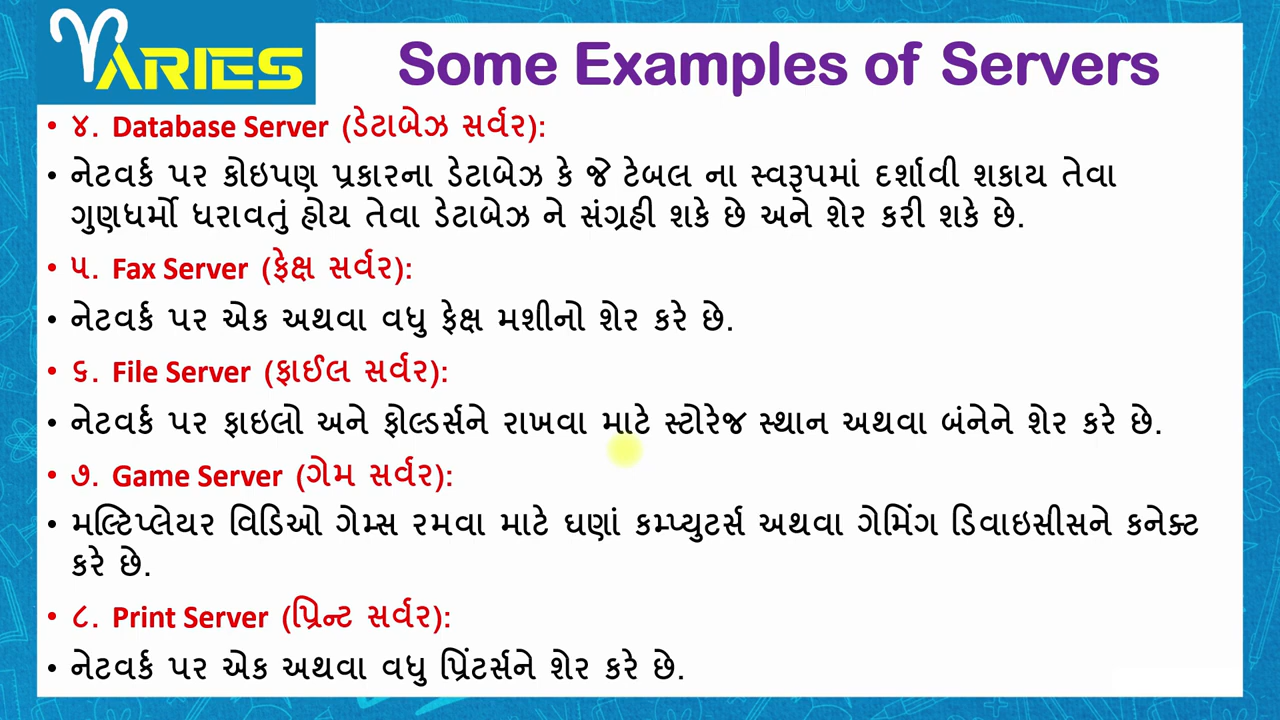 ARIES
Some Examples of Servers
• ૪. Database Server (ડેટાબેઝ સર્વર):
• નેટવર્ક પર કોઇપણ પ્રકારના ડેટાબેઝ કે જે ટેબલ ના સ્વરૂપમાં દર્શાવી શકાય તેવા
ગુણધર્મો ધરાવતું હોય તેવા ડેટાબેઝ ને સંગ્રહી શકે છે અને શેર કરી શકે છે.
• ૫. Fax Server (ફેક્ષ સર્વર):
• નેટવર્ક પર એક અથવા વધુ ફેક્ષ મશીનો શેર કરે છે.
• ૬. File Server (ફાઈલ સર્વર):
• નેટવર્ક પર ફાઇલો અને ફોલ્ડર્સને રાખવા માટે સ્ટોરેજ સ્થાન અથવા બંનેને શેર કરે છે.
• ૭. Game Server (ગેમ સર્વર):
• મલ્ટિપ્લેયર વિડિઓ ગેમ્સ રમવા માટે ઘણાં કમ્પ્યુટર્સ અથવા ગેમિંગ ડિવાઇસીસને કનેક્ટ
કરે છે.
• ૮. Print Server (પ્રિન્ટ સર્વર):
• નેટવર્ક પર એક અથવા વધુ પ્રિંટર્સને શેર કરે છે.